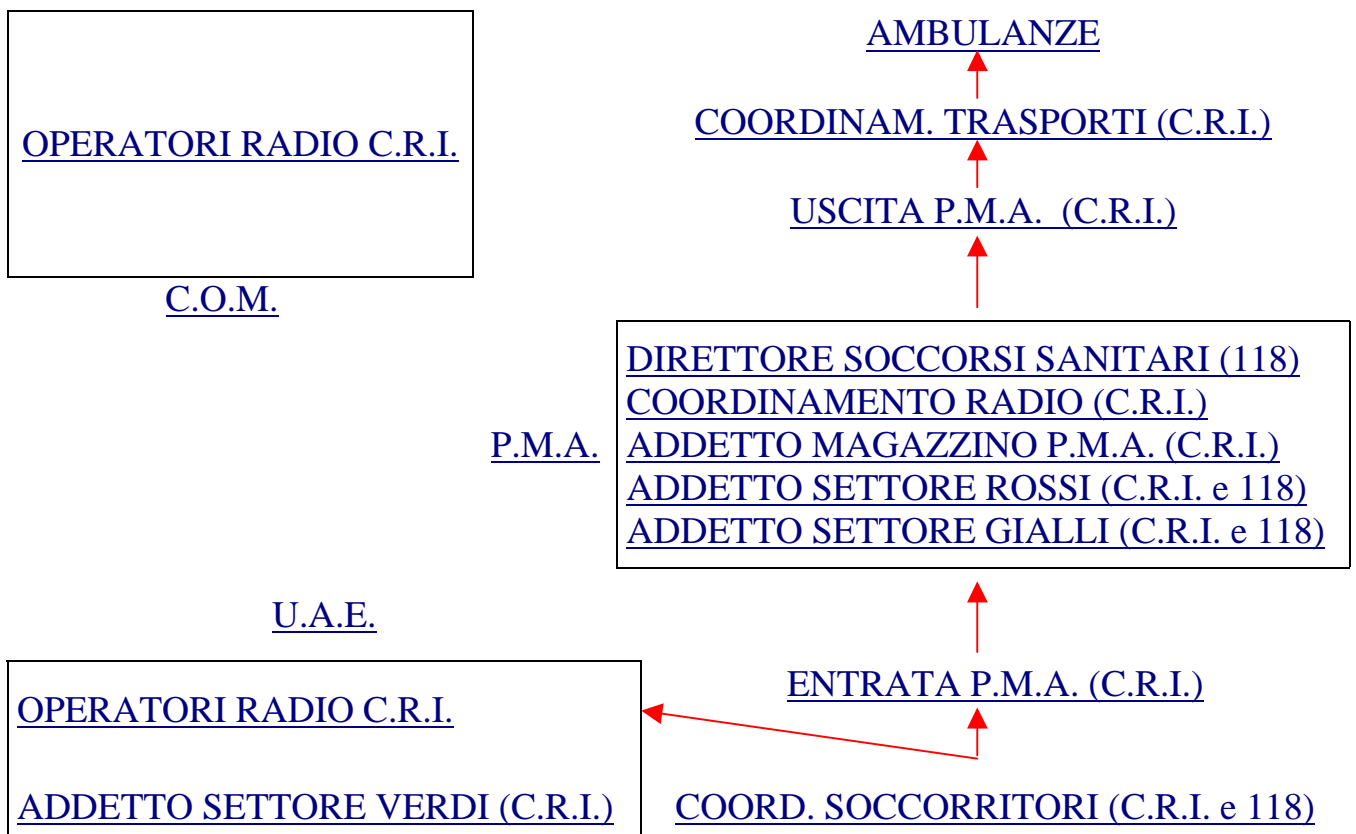 AMBULANZE
COORDINAM. TRASPORTI (C.R.I.)
OPERATORI RADIO C.R.I.
USCITA P.M.A. (C.R.I.)
C.O.M.
DIRETTORE SOCCORSI SANITARI (118)
COORDINAMENTO RADIO (C.R.I.)
P.M.A.
ADDETTO MAGAZZINO P.M.A. (C.R.I.)
ADDETTO SETTORE ROSSI (C.R.I. e 118)
ADDETTO SETTORE GIALLI (C.R.I. e 118)
U.A.E.
ENTRATA P.M.A. (C.R.I.)
OPERATORI RADIO C.R.I.
ADDETTO SETTORE VERDI (C.R.I.)
COORD. SOCCORRITORI (C.R.I. e 118)